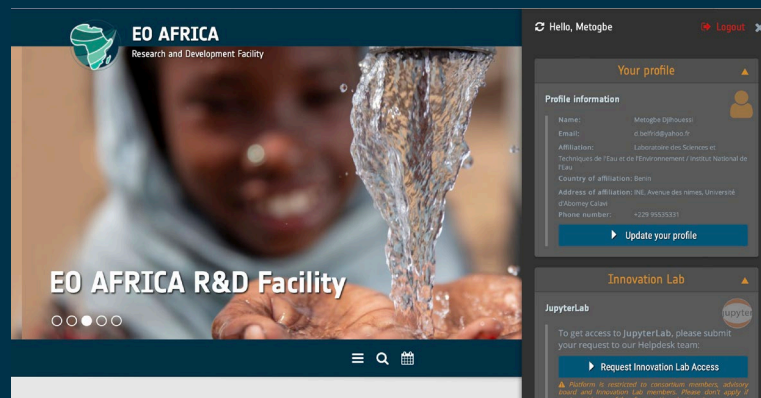 EO AFRICA
Research and Development Facility
EO AFRICA R&D Facility
Hello, Metogbe
Logout
Your profile
Profile information
Name: Metogbe Djihouessi
Email: o.belfrid@yahoo.fr
Affiliation: Laboratoire des Sciences et
Techniques de l'Eau et de l'Environnement / Institut National de
l'Eau
Country of affiliation: Benin
Address of affiliation: INE, Avenue des nimes, Université
d'Abomey Calavi
Phone number: +229 95535331
Update your profile
Innovation Lab
JupyterLab
jupyter
To get access to JupyterLab, please submit
your request to our Helpdesk team:
Request Innovation Lab Access
Platform is restricted to consortium members, advisory
board and Innovation Lab members. Please don't apply if